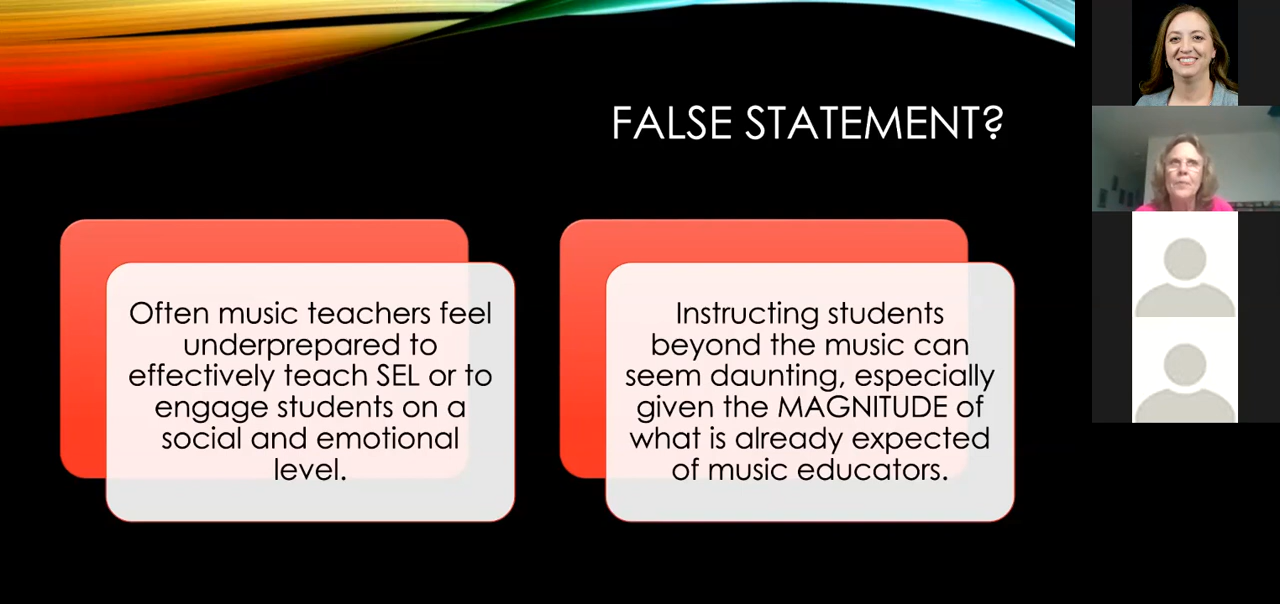 FALSE STATEMENT?
Often music teachers feel
underprepared to
effectively teach SEL or to
engage students on a
social and emotional
level.
Instructing students
beyond the music can
seem daunting, especially
given the MAGNITUDE of
what is already expected
of music educators.